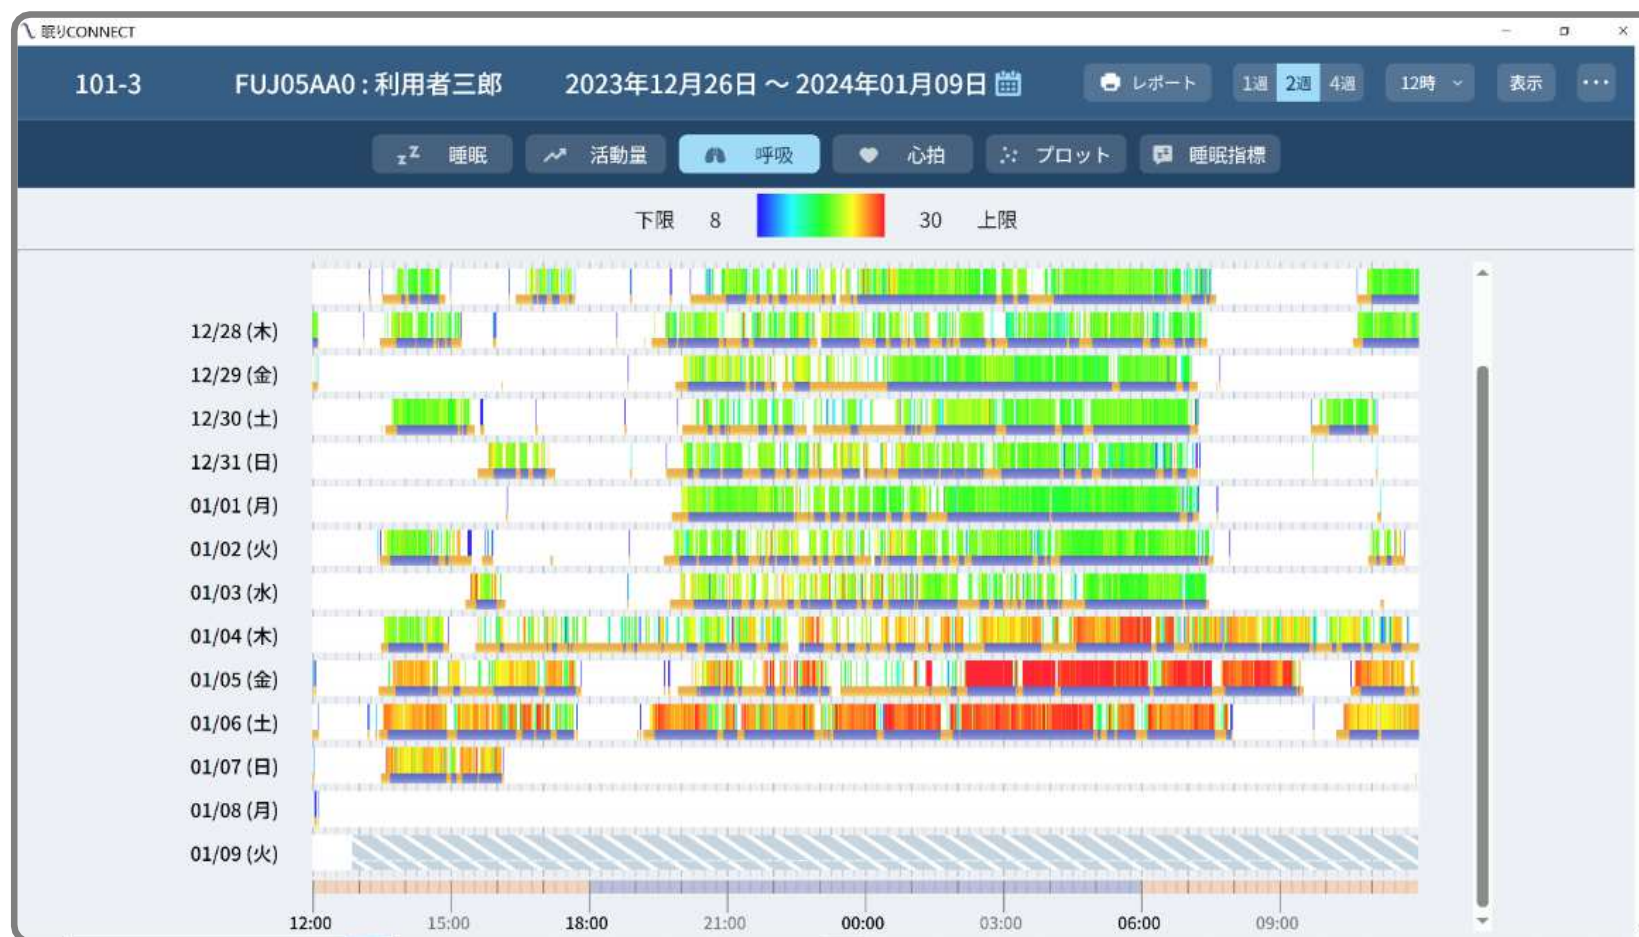 眠りCONNECT
101-3 FUJ05AA0 : 利用者三郎 2023年12月26日 ～ 2024年01月09日 レポート 1週 2週 4週 12時 表示 ...
睡眠 活動量 呼吸 心拍 プロット 睡眠指標
下限 8 30 上限
12/28 (木)
12/29 (金)
12/30 (土)
12/31 (日)
01/01 (月)
01/02 (火)
01/03 (水)
01/04 (木)
01/05 (金)
01/06 (土)
01/07 (日)
01/08 (月)
01/09 (火)
12:00 15:00 18:00 21:00 00:00 03:00 06:00 09:00